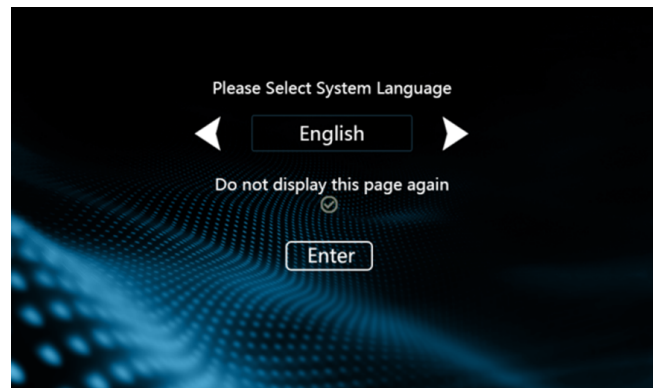 Please Select System Language
English
Do not display this page again
Enter